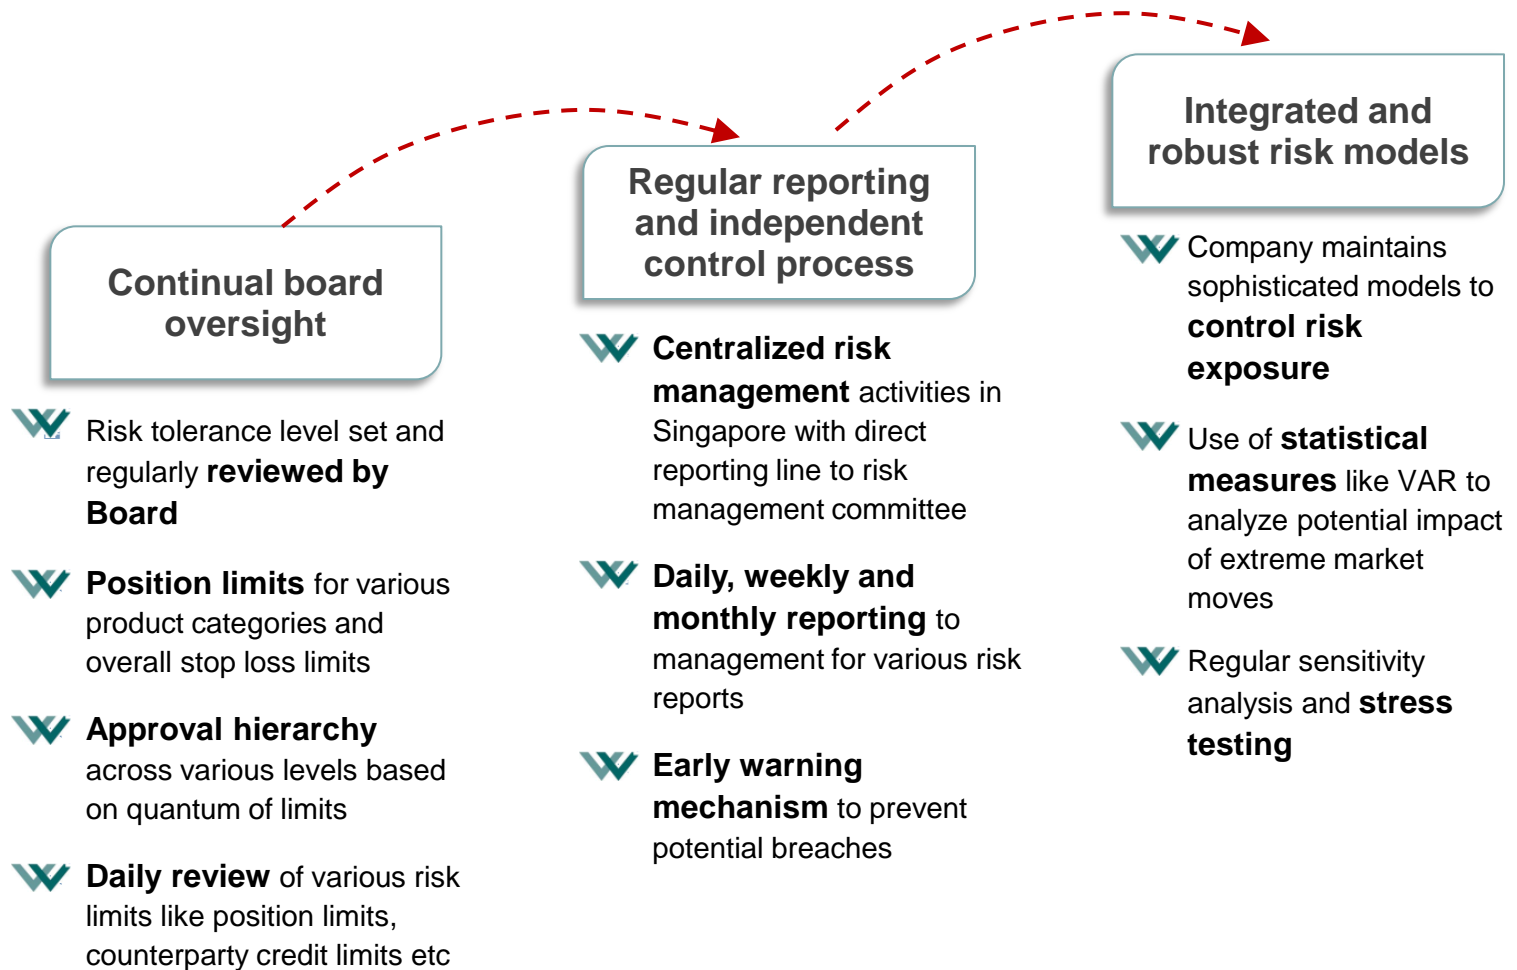 Continual board
oversight
Risk tolerance level set and
regularly reviewed by
Board
Position limits for various
product categories and
overall stop loss limits
Approval hierarchy
across various levels based
on quantum of limits
Daily review of various risk
limits like position limits,
counterparty credit limits etc
Regular reporting
and independent
control process
Centralized risk
management activities in
Singapore with direct
reporting line to risk
management committee
Daily, weekly and
monthly reporting to
management for various risk
reports
Early warning
mechanism to prevent
potential breaches
Integrated and
robust risk models
Company maintains
sophisticated models to
control risk
exposure
Use of statistical
measures like VAR to
analyze potential impact
of extreme market
moves
Regular sensitivity
analysis and stress
testing